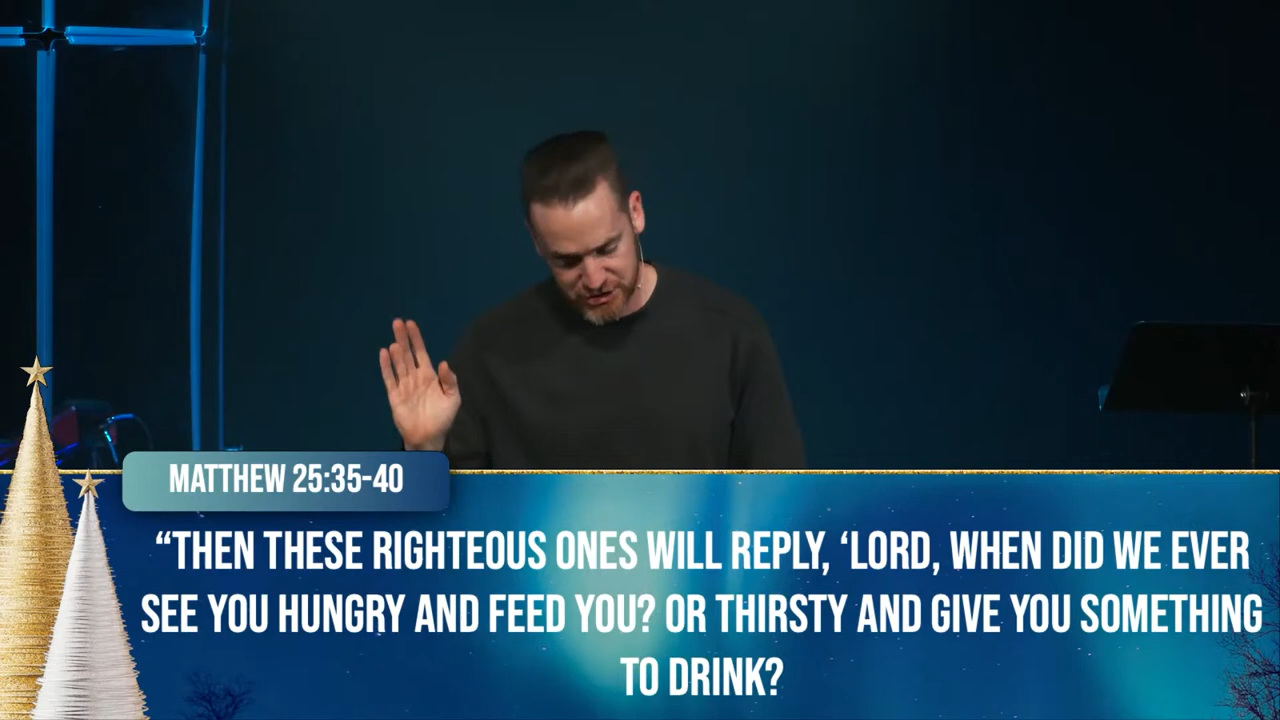 MATTHEW 25:35-40
“THEN THESE RIGHTEOUS ONES WILL REPLY, ‘LORD, WHEN DID WE EVER
SEE YOU HUNGRY AND FEED YOU? OR THIRSTY AND GIVE YOU SOMETHING
TO DRINK?